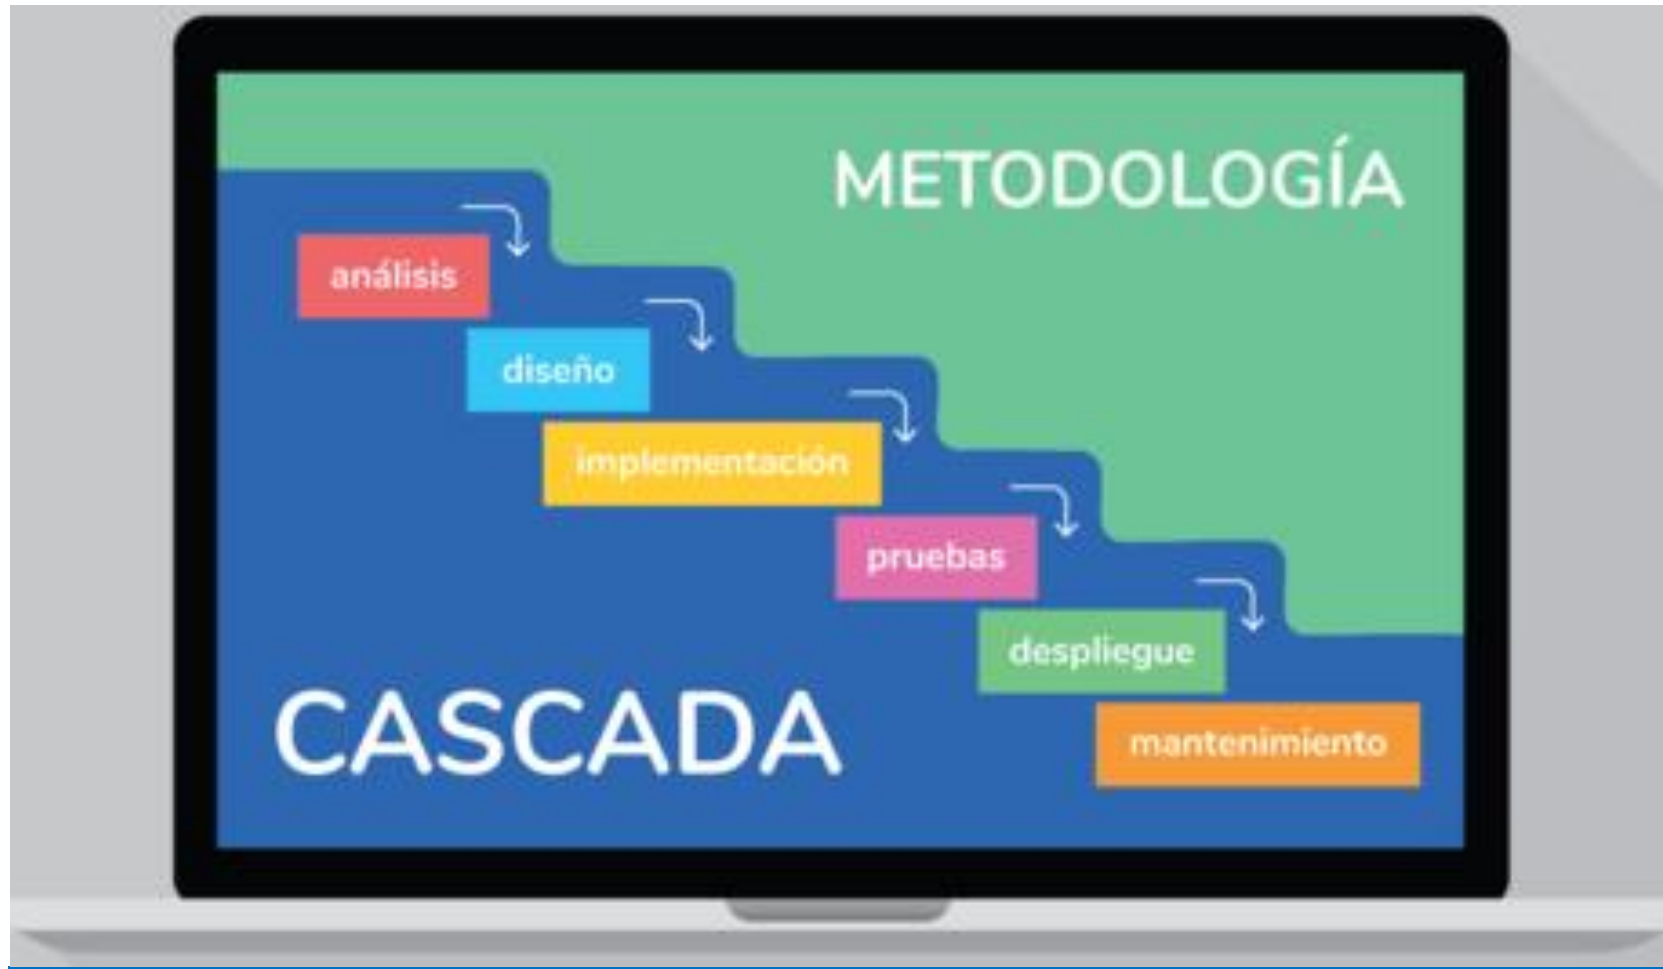 METODOLOGÍA
análisis
diseño
implementación
pruebas
despliegue
CASCADA
mantenimiento